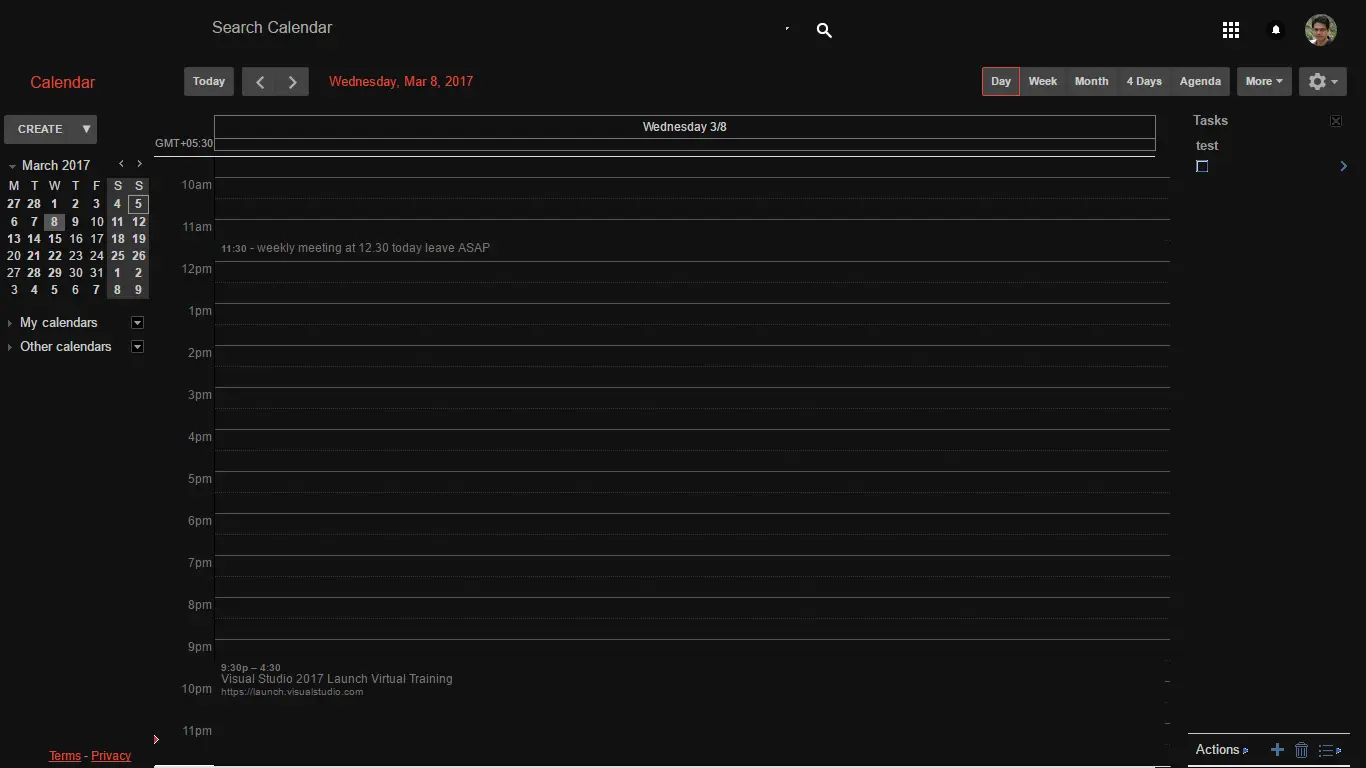 Search Calendar
Calendar
Today
Wednesday, Mar 8, 2017
Day Week Month 4 Days Agenda More
CREATE
March 2017
M T W T F S S
27 28 1 2 3 4 5
6 7 8 9 10 11 12
13 14 15 16 17 18 19
20 21 22 23 24 25 26
27 28 29 30 31 1 2
3 4 5 6 7 8 9
My calendars
Other calendars
Terms - Privacy
Wednesday 3/8
GMT+05:30
10am
11am
11:30 - weekly meeting at 12.30 today leave ASAP
12pm
1pm
2pm
3pm
4pm
5pm
6pm
7pm
8pm
9pm
9:30p – 4:30
Visual Studio 2017 Launch Virtual Training
https://launch.visualstudio.com
10pm
11pm
Tasks
test
Actions